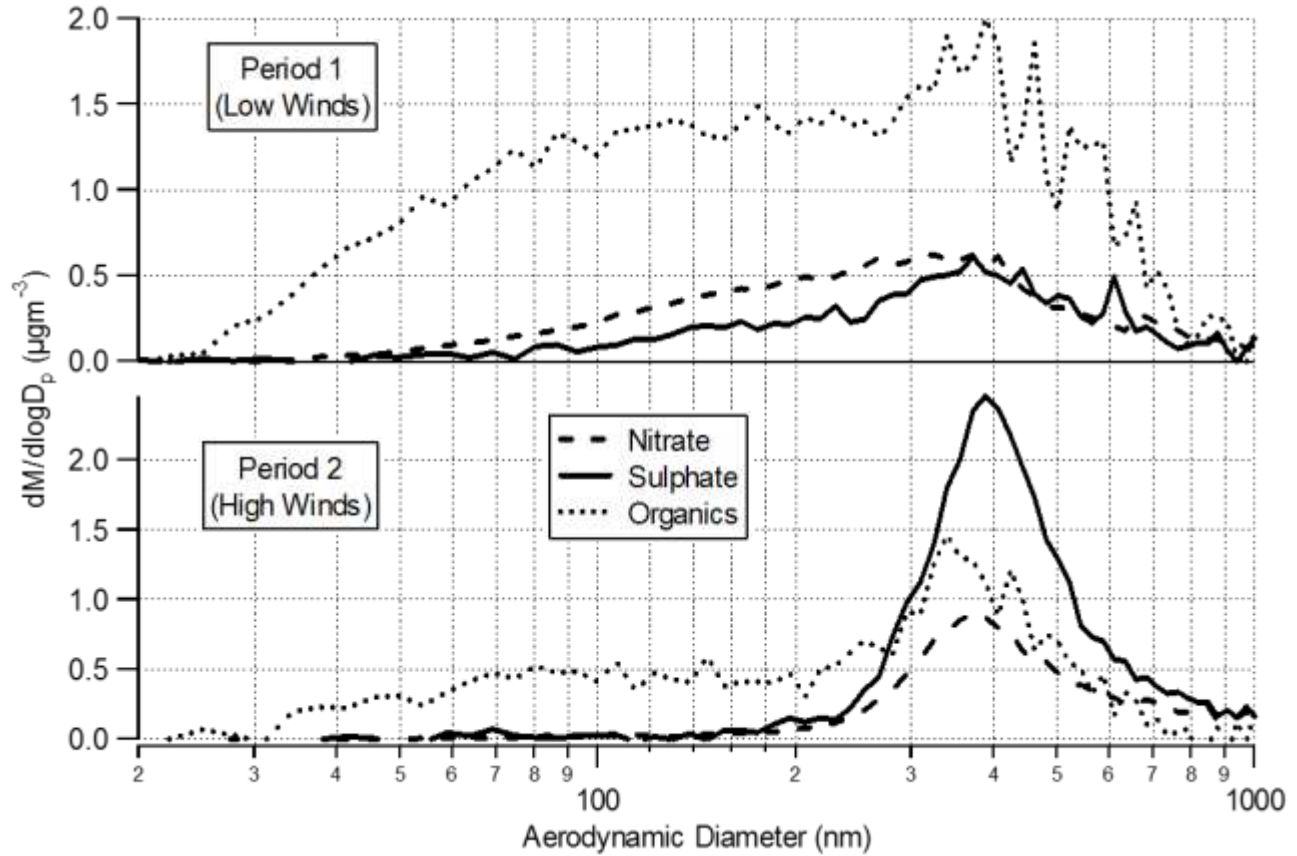 2.0
Period 1
(Low Winds)
1.5
1.0
0.5
0.0
dM/dlogDp (µgm⁻³)
Period 2
(High Winds)
Nitrate
Sulphate
Organics
2.0
1.5
1.0
0.5
0.0
2 3 4 5 6 7 8 9 2 3 4 5 6 7 8 9
100 1000
Aerodynamic Diameter (nm)